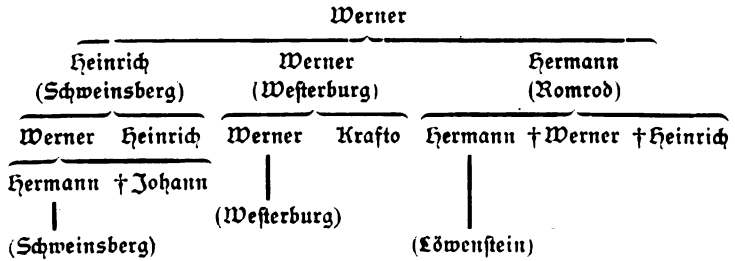 Werner
Heinrich Werner Hermann
(Schweinsberg) (Westerburg) (Romrod)
Werner Heinrich Werner Krafto Hermann †Werner †Heinrich
Hermann †Johann
(Westerburg)
(Schweinsberg) (Löwenstein)